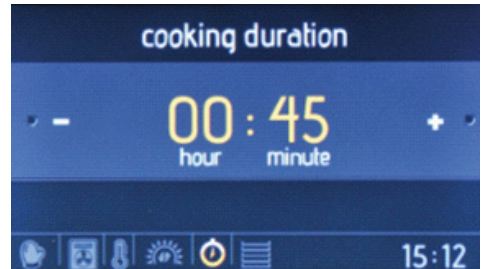 cooking duration
- 00 : 45 +
hour minute
15:12